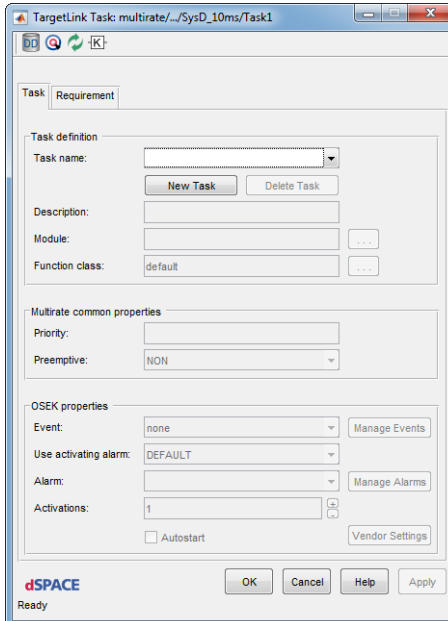 TargetLink Task: multirate/.../SysD_10ms/Task1
DD K
Task Requirement
Task definition
Task name:
New Task Delete Task
Description:
Module: ...
Function class: default ...
Multirate common properties
Priority:
Preemptive: NON
OSEK properties
Event: none Manage Events
Use activating alarm: DEFAULT
Alarm: Manage Alarms
Activations: 1 + -
Autostart Vendor Settings
dSPACE OK Cancel Help Apply
Ready